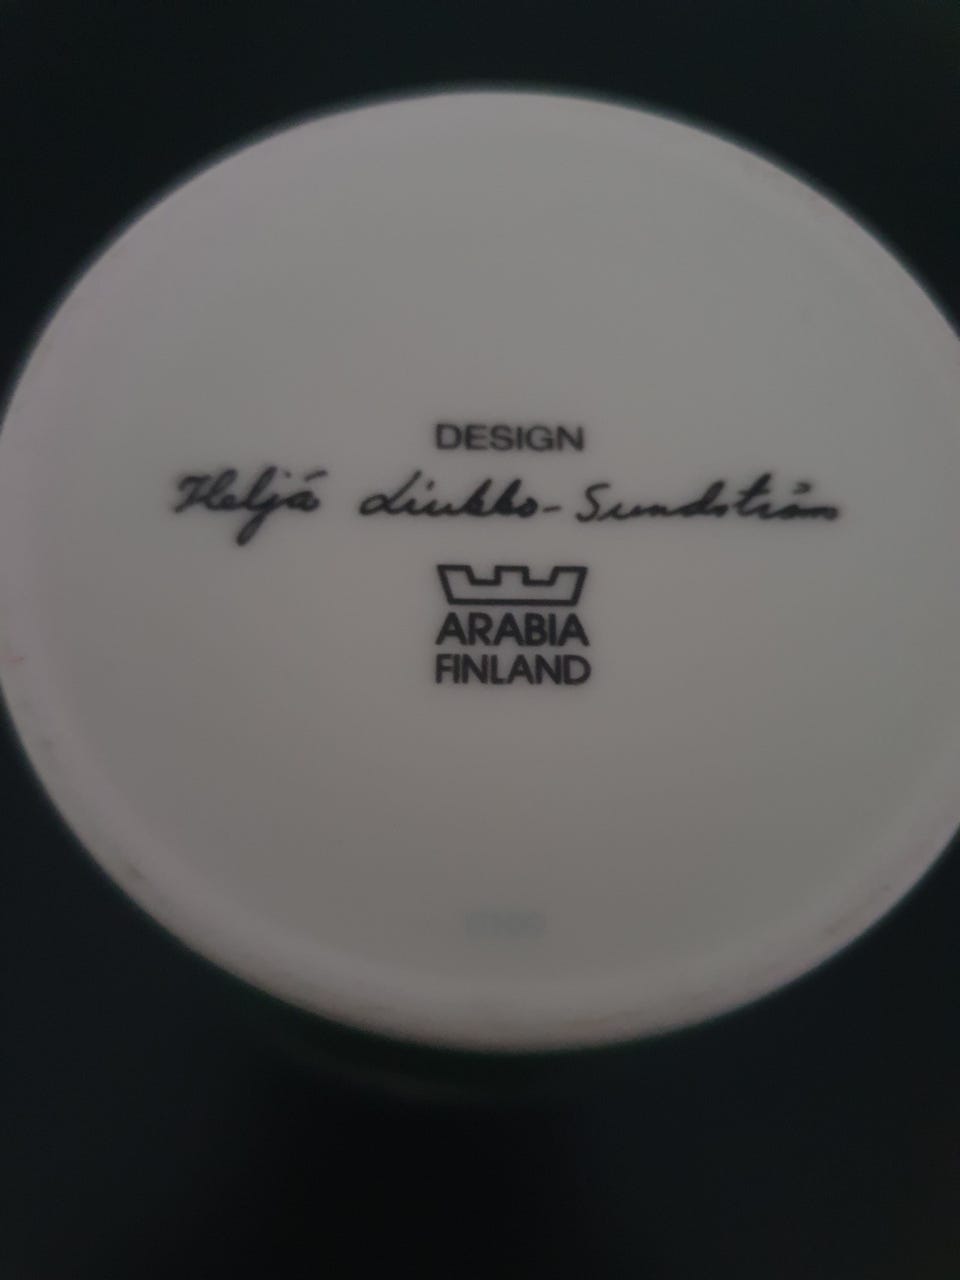 DESIGN
Heljä Liukko-Sundström
ARABIA
FINLAND